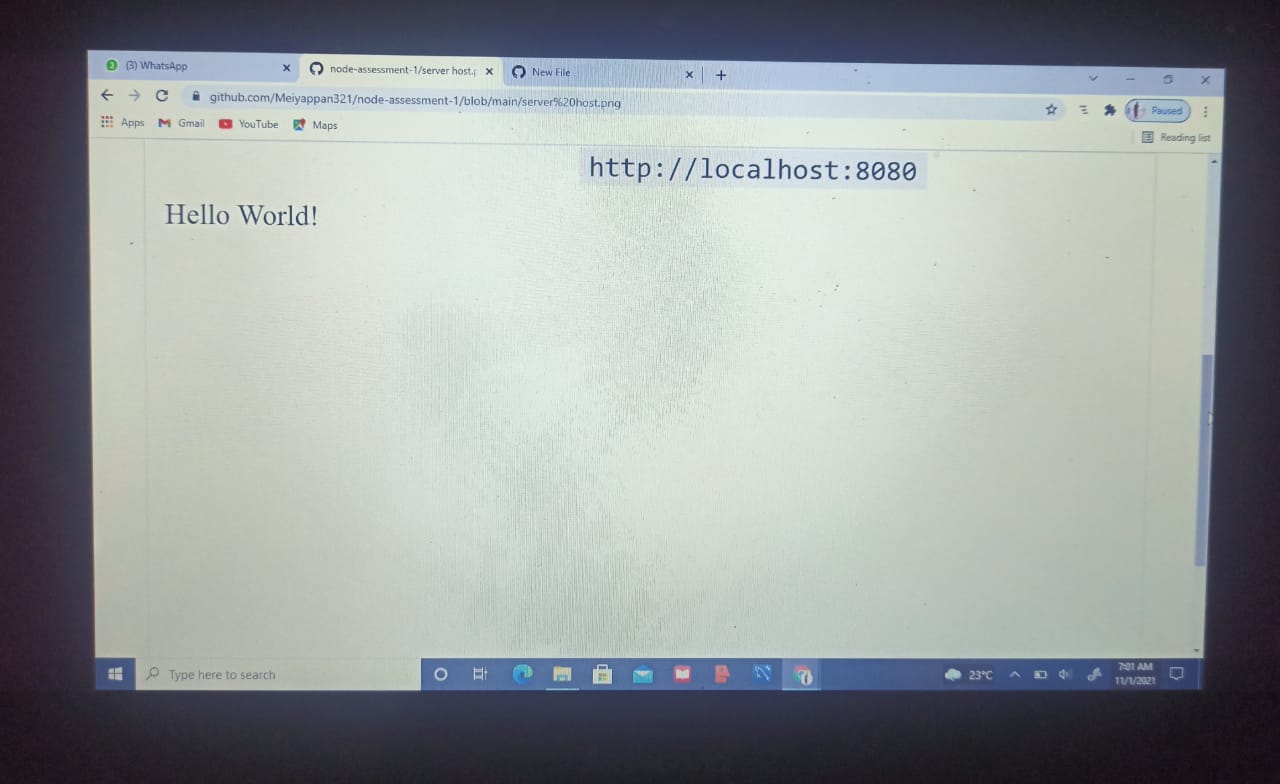 (3) WhatsApp
node-assessment-1/server host.p
New File
github.com/Meiyappan321/node-assessment-1/blob/main/server%20host.png
Paused
Apps Gmail YouTube Maps
Reading list
http://localhost:8080
Hello World!
Type here to search
23°C
7:01 AM
11/1/2021